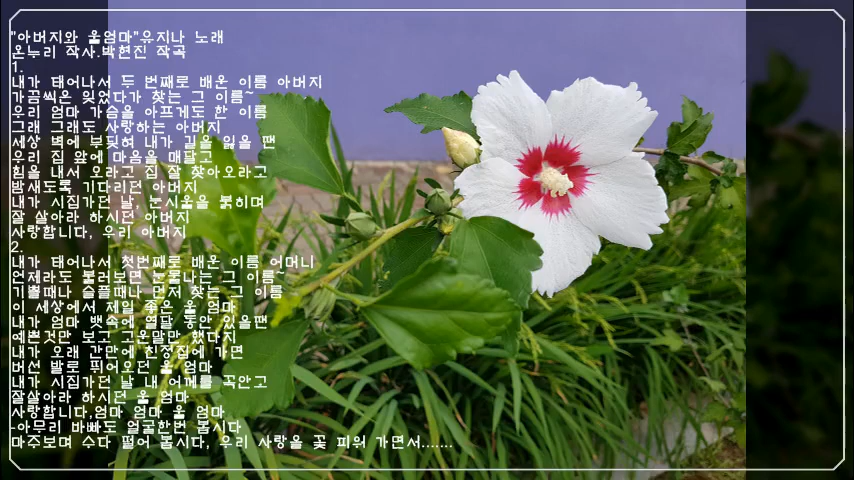 "아버지와 울엄마"유지나 노래
온누리 작사.박현진 작곡
1.
내가 태어나서 두 번째로 배운 이름 아버지
가끔씩은 잊었다가 찾는 그 이름~
우리 엄마 가슴을 아프게도 한 이름
그래 그래도 사랑하는 아버지
세상 벽에 부딪혀 내가 길을 잃을 땐
우리 집 앞에 마음을 매달고
힘을 내서 오라고 집 잘 찾아오라고
밤새도록 기다리던 아버지
내가 시집가던 날, 눈시울을 붉히며
잘 살아라 하시던 아버지
사랑합니다, 우리 아버지
2.
내가 태어나서 첫번째로 배운 이름 어머니
언제라도 불러보면 눈물나는 그 이름~
기쁠때나 슬플때나 먼저 찾는 그 이름
이 세상에서 제일 좋은 울 엄마
내가 엄마 뱃속에 열달 동안 있을땐
예쁜것만 보고 고운말만 했다지
내가 오래 간만에 친정집에 가면
버선 발로 뛰어오던 울 엄마
내가 시집가던 날 내 어깨를 꼭안고
잘살아라 하시던 울 엄마
사랑합니다,엄마 엄마 울 엄마
-아무리 바빠도 얼굴한번 봅시다
마주보며 수다 떨어 봅시다, 우리 사랑을 꽃 피워 가면서.......